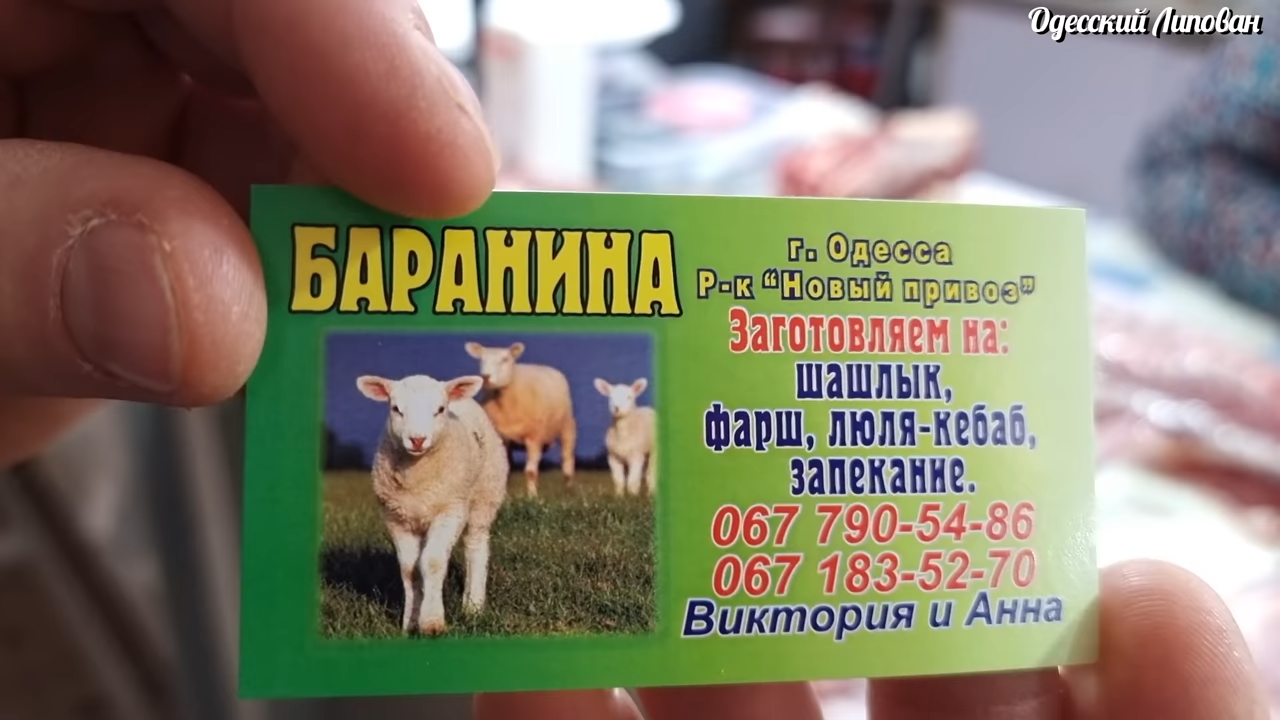 Одесский Липован
БАРАНИНА
г. Одесса
Р-к “Новый привоз”
Заготовляем на:
шашлык,
фарш, люля-кебаб,
запекание.
067 790-54-86
067 183-52-70
Виктория и Анна